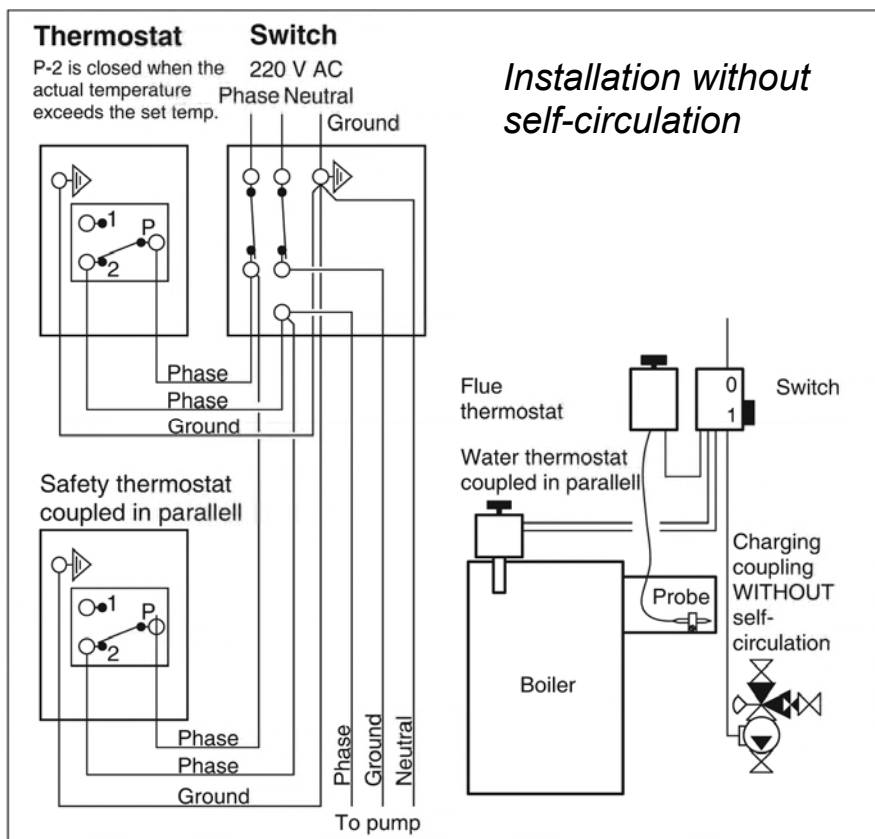 Thermostat
P-2 is closed when the
actual temperature
exceeds the set temp.
Switch
220 V AC
Phase Neutral
Ground
Installation without
self-circulation
1
P
2
Phase
Phase
Ground
Safety thermostat
coupled in parallell
1
P
2
Phase
Phase
Ground
Phase
Ground
Neutral
To pump
Flue
thermostat
0
1
Switch
Water thermostat
coupled in parallell
Probe
Boiler
Charging
coupling
WITHOUT
self-
circulation